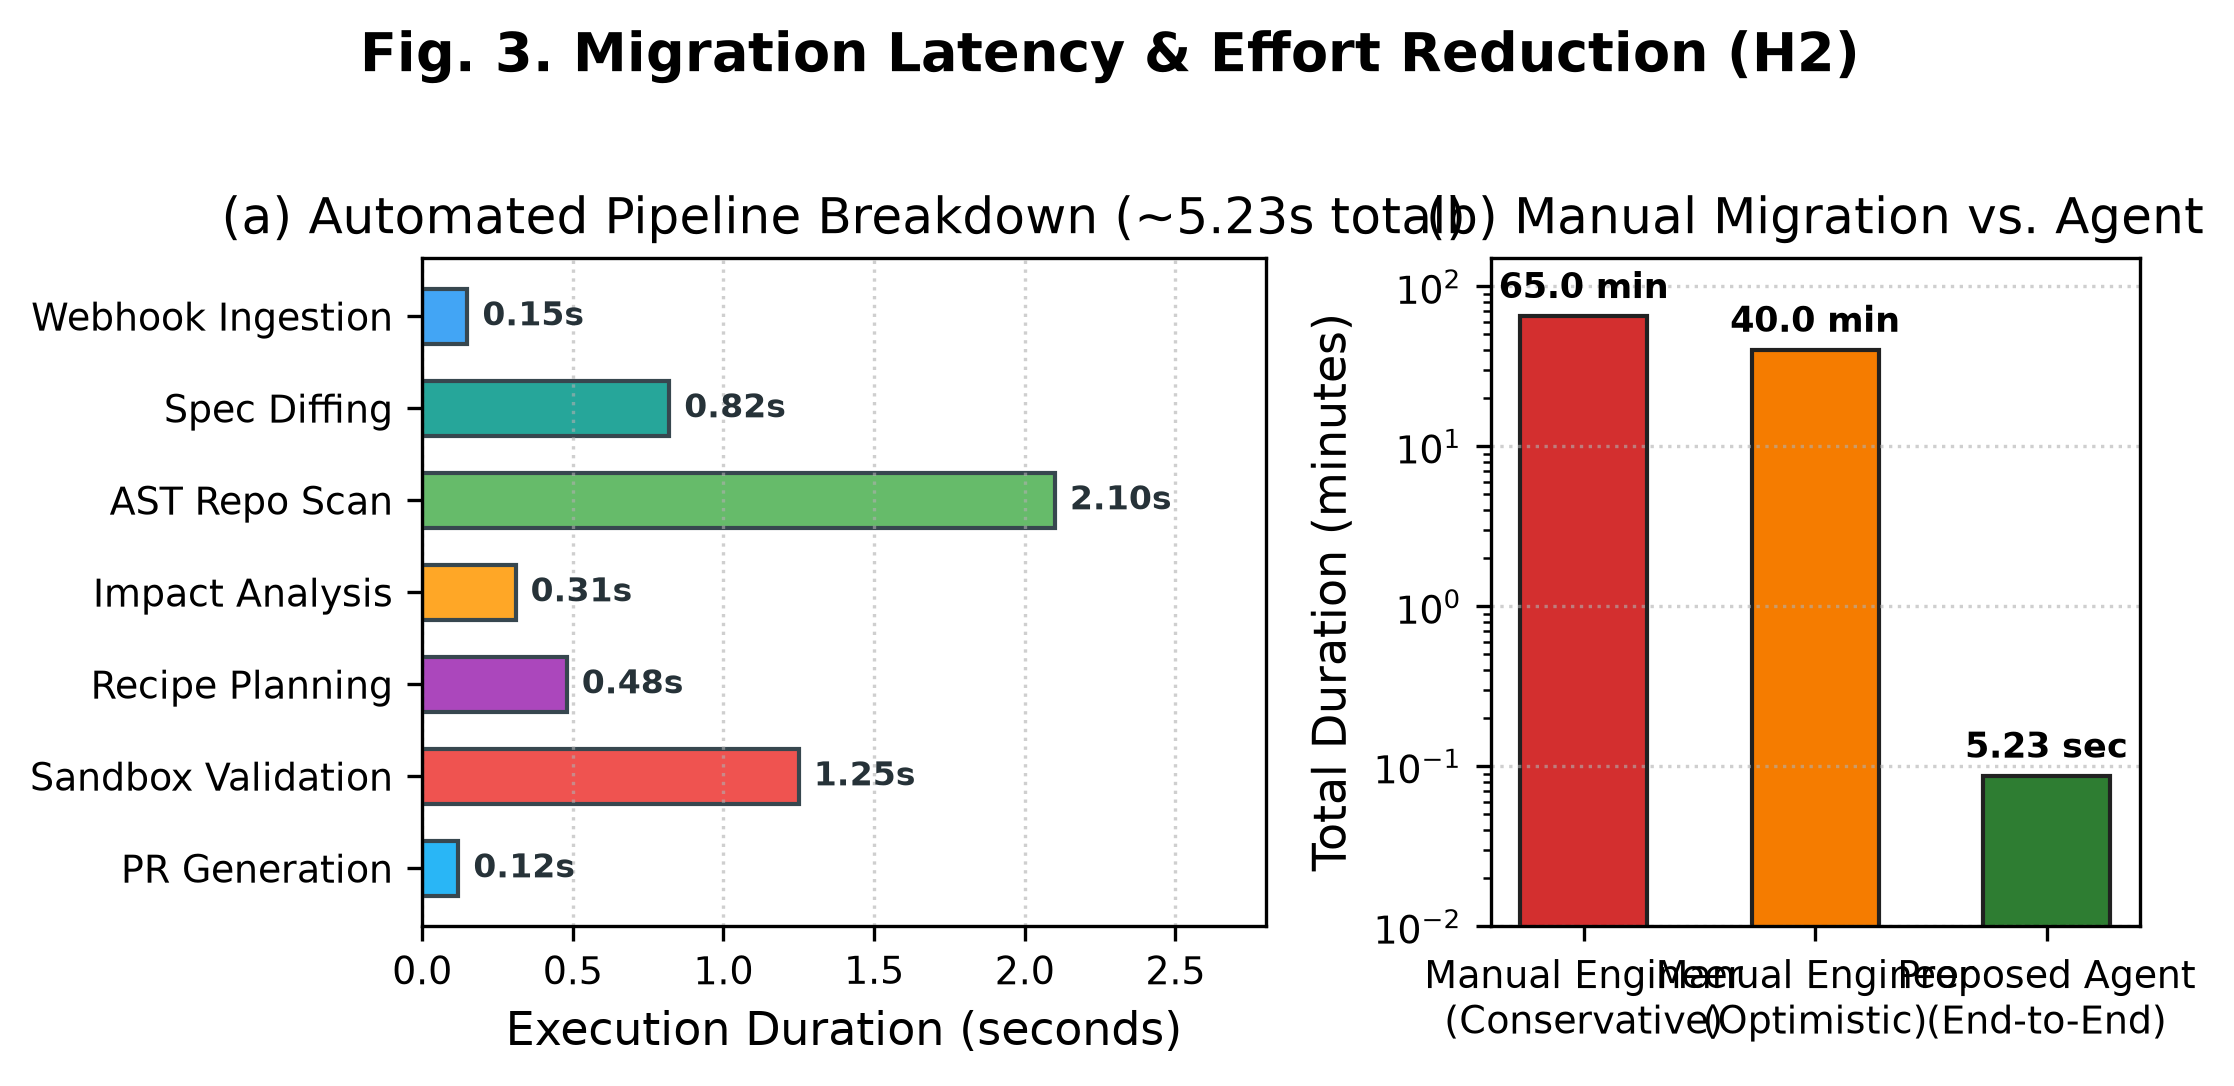 Fig. 3. Migration Latency & Effort Reduction (H2)
(a) Automated Pipeline Breakdown (~5.23s total)
Webhook Ingestion
0.15s
Spec Diffing
0.82s
AST Repo Scan
2.10s
Impact Analysis
0.31s
Recipe Planning
0.48s
Sandbox Validation
1.25s
PR Generation
0.12s
0.0 0.5 1.0 1.5 2.0 2.5
Execution Duration (seconds)
(b) Manual Migration vs. Agent
Total Duration (minutes)
10²
10¹
10⁰
10⁻¹
10⁻²
65.0 min
40.0 min
5.23 sec
Manual Engineer
(Conservative)
Manual Engineer
(Optimistic)
Proposed Agent
(End-to-End)